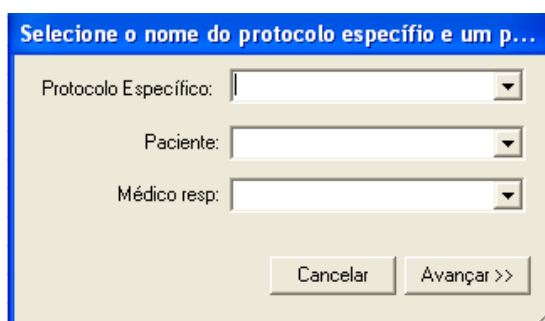 Selecione o nome do protocolo específio e um p...
Protocolo Específico:
Paciente:
Médico resp:
Cancelar Avançar >>